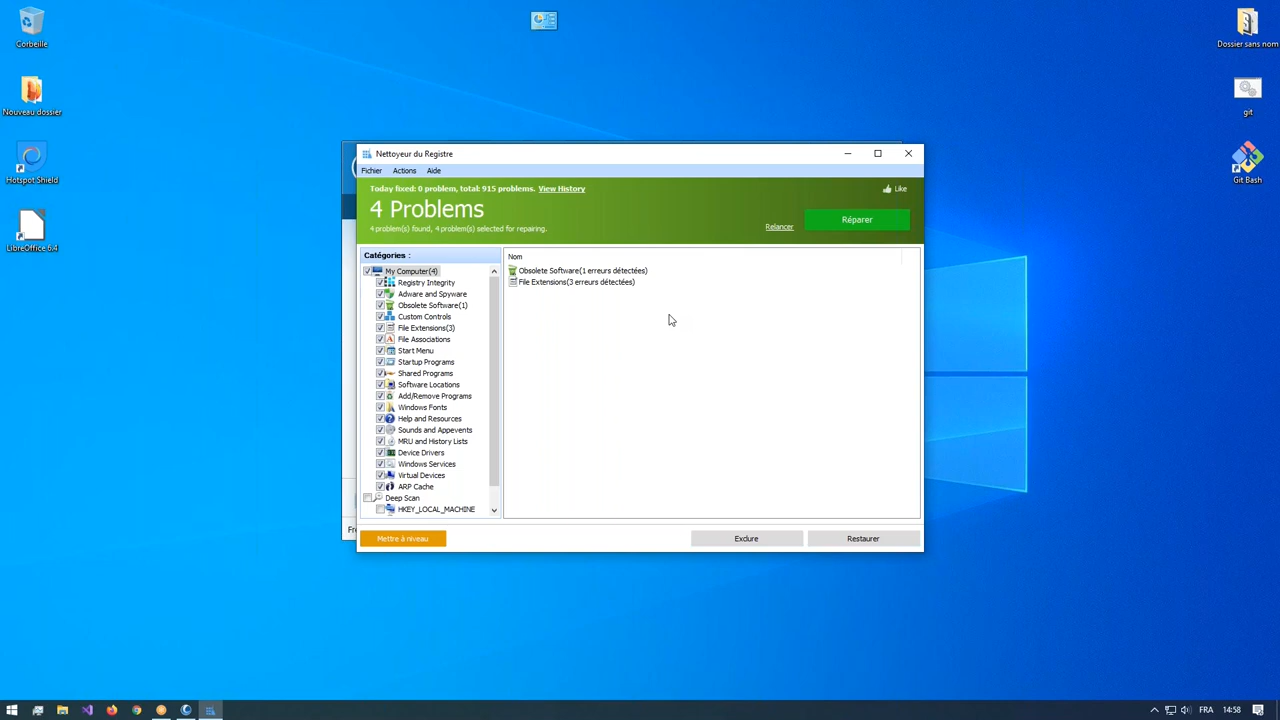 Corbeille
Nouveau dossier
Hotspot Shield
LibreOffice 6.4
Dossier sans nom
git
Git Bash
Nettoyeur du Registre
Fichier Actions Aide
Today fixed: 0 problem, total: 915 problems. View History
Like
4 Problems
4 problem(s) found, 4 problem(s) selected for repairing.
Relancer
Réparer
Catégories :
My Computer(4)
Registry Integrity
Adware and Spyware
Obsolete Software(1)
Custom Controls
File Extensions(3)
File Associations
Start Menu
Startup Programs
Shared Programs
Software Locations
Add/Remove Programs
Windows Fonts
Help and Resources
Sounds and Appevents
MRU and History Lists
Device Drivers
Windows Services
Virtual Devices
ARP Cache
Deep Scan
HKEY_LOCAL_MACHINE
Nom
Obsolete Software(1 erreurs détectées)
File Extensions(3 erreurs détectées)
Fr
Mettre à niveau
Exclure
Restaurer
FRA 14:58